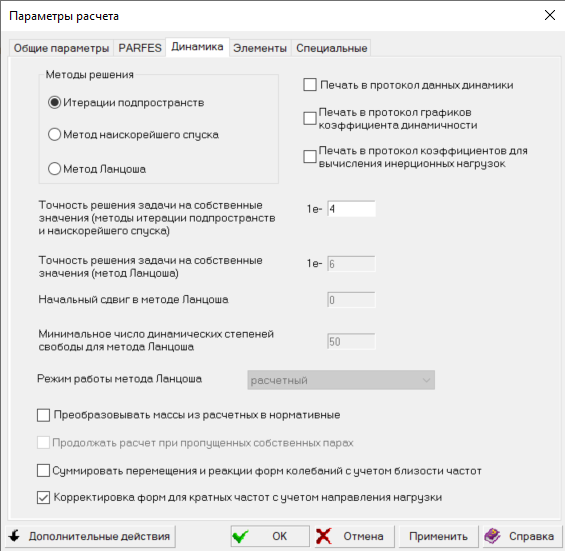 Параметры расчета
Общие параметры PARFES Динамика Элементы Специальные
Методы решения
Итерации подпространств
Метод наискорейшего спуска
Метод Ланцоша
Печать в протокол данных динамики
Печать в протокол графиков
коэффициента динамичности
Печать в протокол коэффициентов для
вычисления инерционных нагрузок
Точность решения задачи на собственные
значения (методы итерации подпространств
и наискорейшего спуска)
1e- 4
Точность решения задачи на собственные
значения (метод Ланцоша)
1e- 6
Начальный сдвиг в методе Ланцоша
0
Минимальное число динамических степеней
свободы для метода Ланцоша
50
Режим работы метода Ланцоша
расчетный
Преобразовывать массы из расчетных в нормативные
Продолжать расчет при пропущенных собственных парах
Суммировать перемещения и реакции форм колебаний с учетом близости частот
Корректировка форм для кратных частот с учетом направления нагрузки
Дополнительные действия OK Отмена Применить Справка